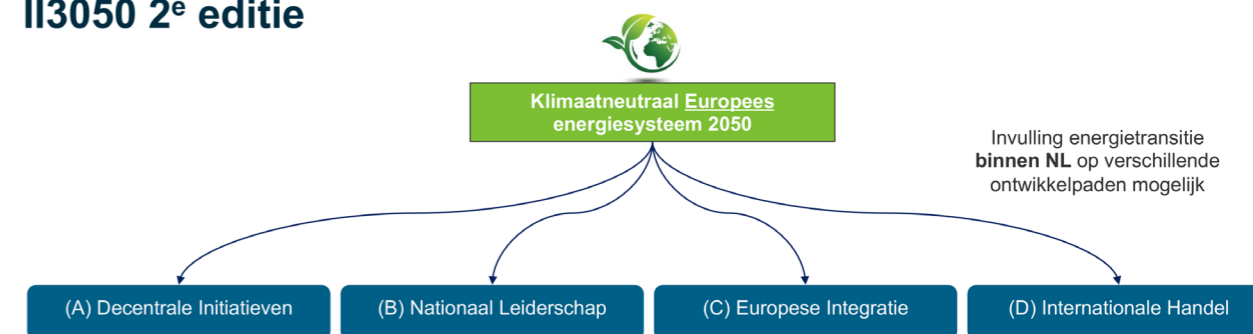 II3050 2e editie
Klimaatneutraal Europees
energiesysteem 2050
Invulling energietransitie
binnen NL op verschillende
ontwikkelpaden mogelijk
(A) Decentrale Initiatieven
(B) Nationaal Leiderschap
(C) Europese Integratie
(D) Internationale Handel